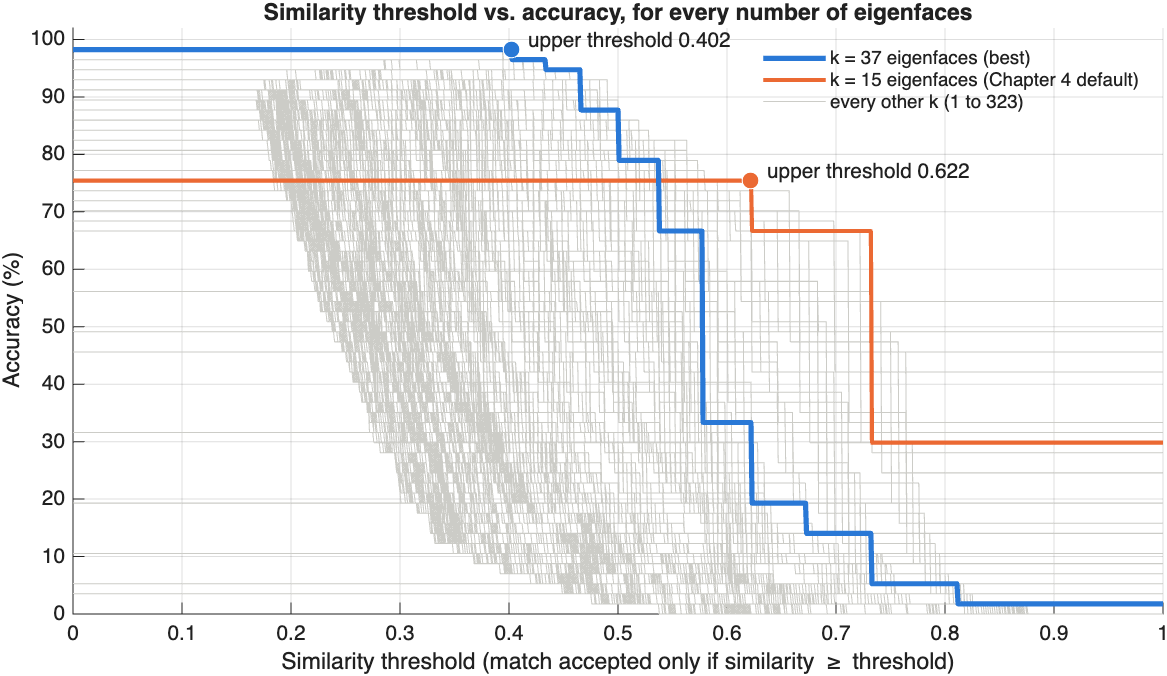 Similarity threshold vs. accuracy, for every number of eigenfaces
upper threshold 0.402
k = 37 eigenfaces (best)
k = 15 eigenfaces (Chapter 4 default)
every other k (1 to 323)
upper threshold 0.622
Accuracy (%)
100
90
80
70
60
50
40
30
20
10
0
0 0.1 0.2 0.3 0.4 0.5 0.6 0.7 0.8 0.9 1
Similarity threshold (match accepted only if similarity ≥ threshold)